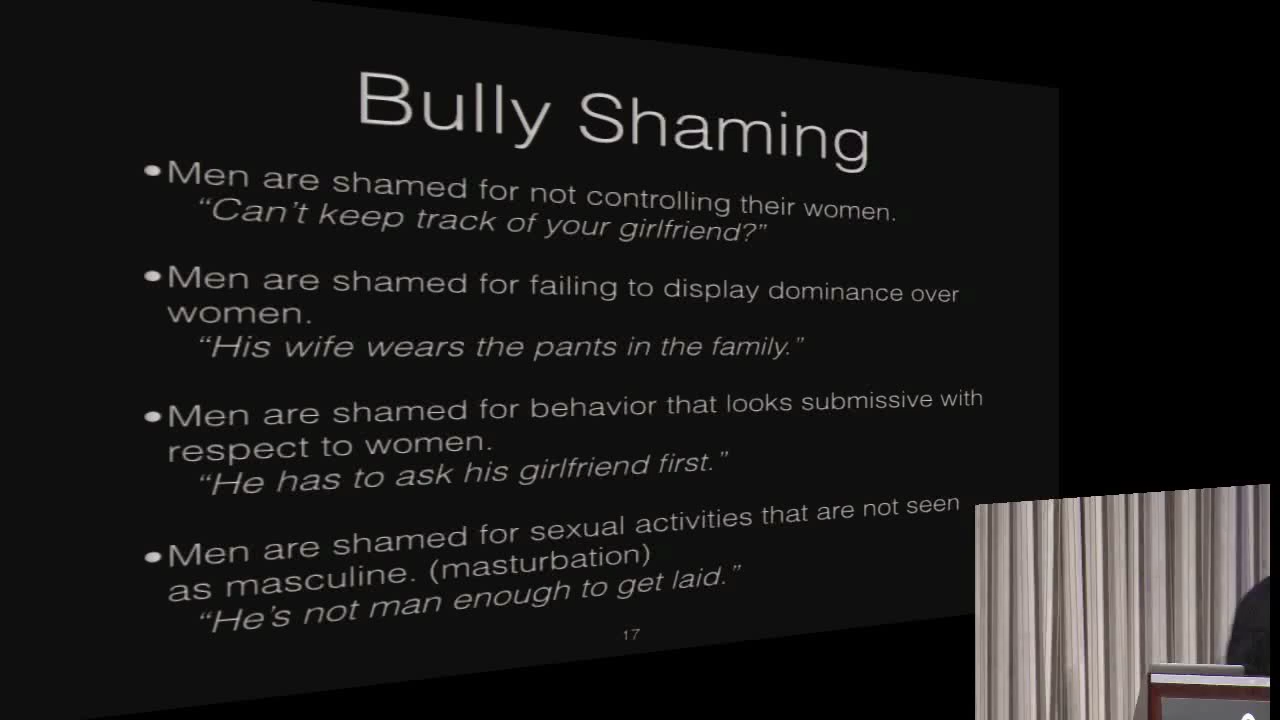 Bully Shaming
•Men are shamed for not controlling their women.
“Can’t keep track of your girlfriend?”
•Men are shamed for failing to display dominance over
women.
“His wife wears the pants in the family.”
•Men are shamed for behavior that looks submissive with
respect to women.
“He has to ask his girlfriend first.”
•Men are shamed for sexual activities that are not seen
as masculine. (masturbation)
“He’s not man enough to get laid.”
17